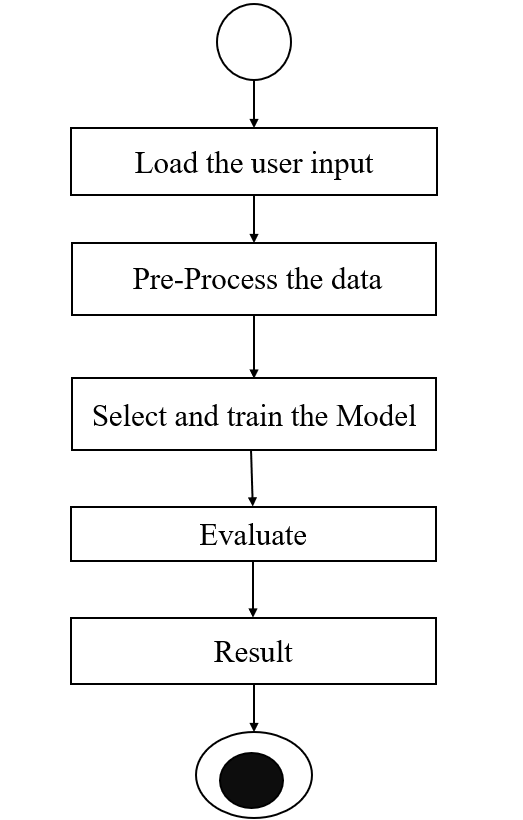 Load the user input
Pre-Process the data
Select and train the Model
Evaluate
Result